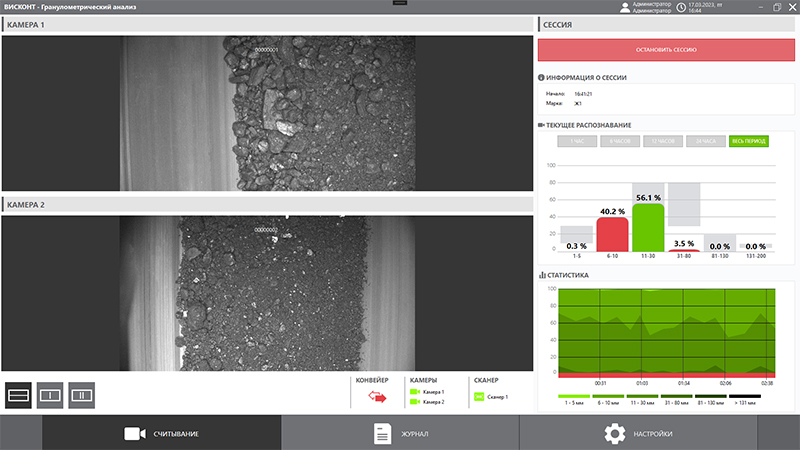 ВИСКОНТ - Гранулометрический анализ
Администратор
Администратор
17.03.2023, пт
16:44
КАМЕРА 1
00000001
КАМЕРА 2
00000002
СЕССИЯ
ОСТАНОВИТЬ СЕССИЮ
ИНФОРМАЦИЯ О СЕССИИ
Начало: 16:41:21
Марка: Ж1
ТЕКУЩЕЕ РАСПОЗНАВАНИЕ
1 ЧАС 8 ЧАСОВ 12 ЧАСОВ 24 ЧАСА ВЕСЬ ПЕРИОД
100
80
60
40
20
0
0.3 % 40.2 % 56.1 % 3.5 % 0.0 % 0.0 %
1-5 6-10 11-30 31-80 81-130 131-200
СТАТИСТИКА
100
80
60
40
20
0
00:31 01:03 01:34 02:06 02:38
1 - 5 мм 6 - 10 мм 11 - 30 мм 31 - 80 мм 81 - 130 мм > 131 мм
КОНВЕЙЕР
КАМЕРЫ
Камера 1
Камера 2
СКАНЕР
Сканер 1
СЧИТЫВАНИЕ
ЖУРНАЛ
НАСТРОЙКИ